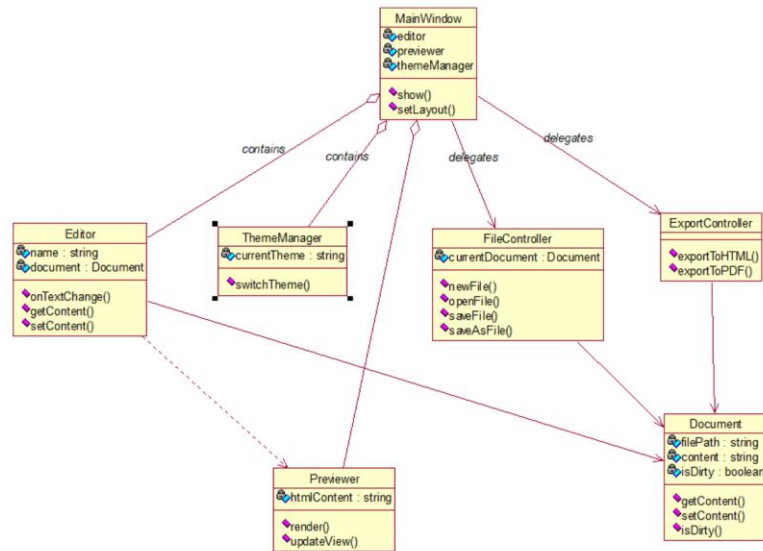 MainWindow
editor
previewer
themeManager
show()
setLayout()
contains
contains
delegates
delegates
Editor
name : string
document : Document
onTextChange()
getContent()
setContent()
ThemeManager
currentTheme : string
switchTheme()
FileController
currentDocument : Document
newFile()
openFile()
saveFile()
saveAsFile()
ExportController
exportToHTML()
exportToPDF()
Document
filePath : string
content : string
isDirty : boolean
getContent()
setContent()
isDirty()
Previewer
htmlContent : string
render()
updateView()